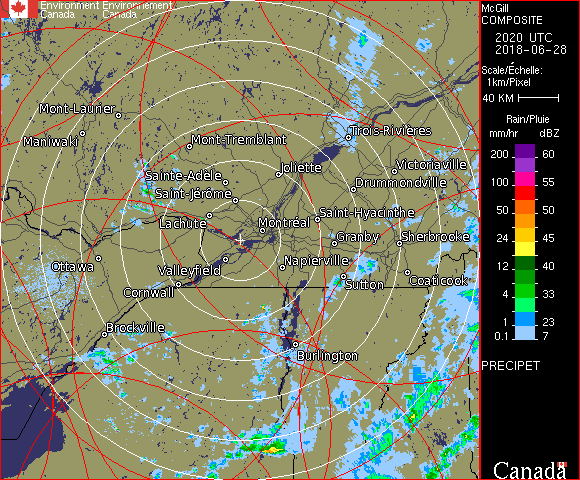 Environment Environnement
Canada Canada
McGill
COMPOSITE
2020 UTC
2018-06-28
Scale/Échelle:
1km/Pixel
40 KM
Rain/Pluie
mm/hr dBZ
200 60
55
100 55
50 50
24 45
12 40
4 33
1 23
0.1 7
PRECIPET
Canada
Mont-Laurier
Maniwaki
Mont-Tremblant
Trois-Rivières
Victoriaville
Joliette
Sainte-Adèle
Drummondville
Saint-Jérôme
Lachute
Saint-Hyacinthe
Montréal
Granby
Sherbrooke
Ottawa
Valleyfield
Napierville
Cornwall
Sutton
Coaticook
Brockville
Burlington